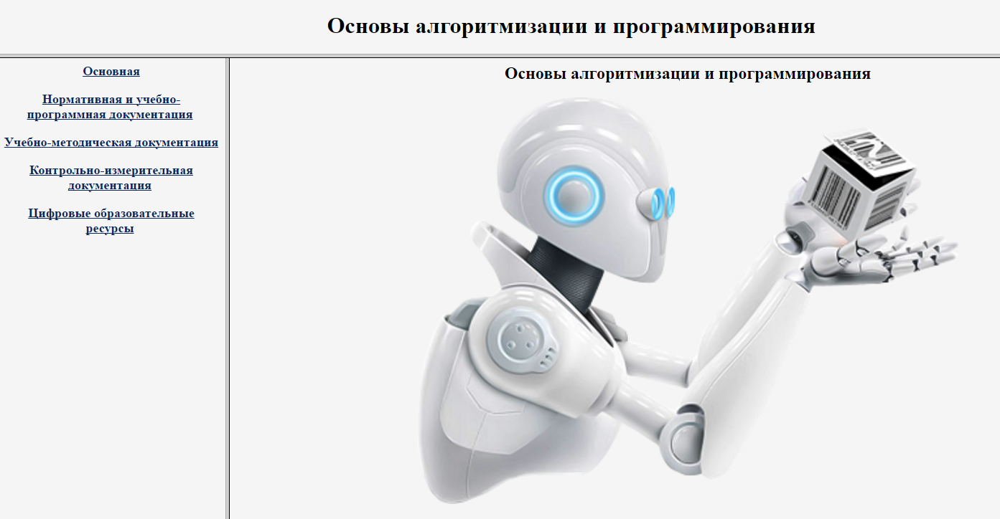 Основы алгоритмизации и программирования
Основная
Нормативная и учебно-
программная документация
Учебно-методическая документация
Контрольно-измерительная
документация
Цифровые образовательные
ресурсы
Основы алгоритмизации и программирования